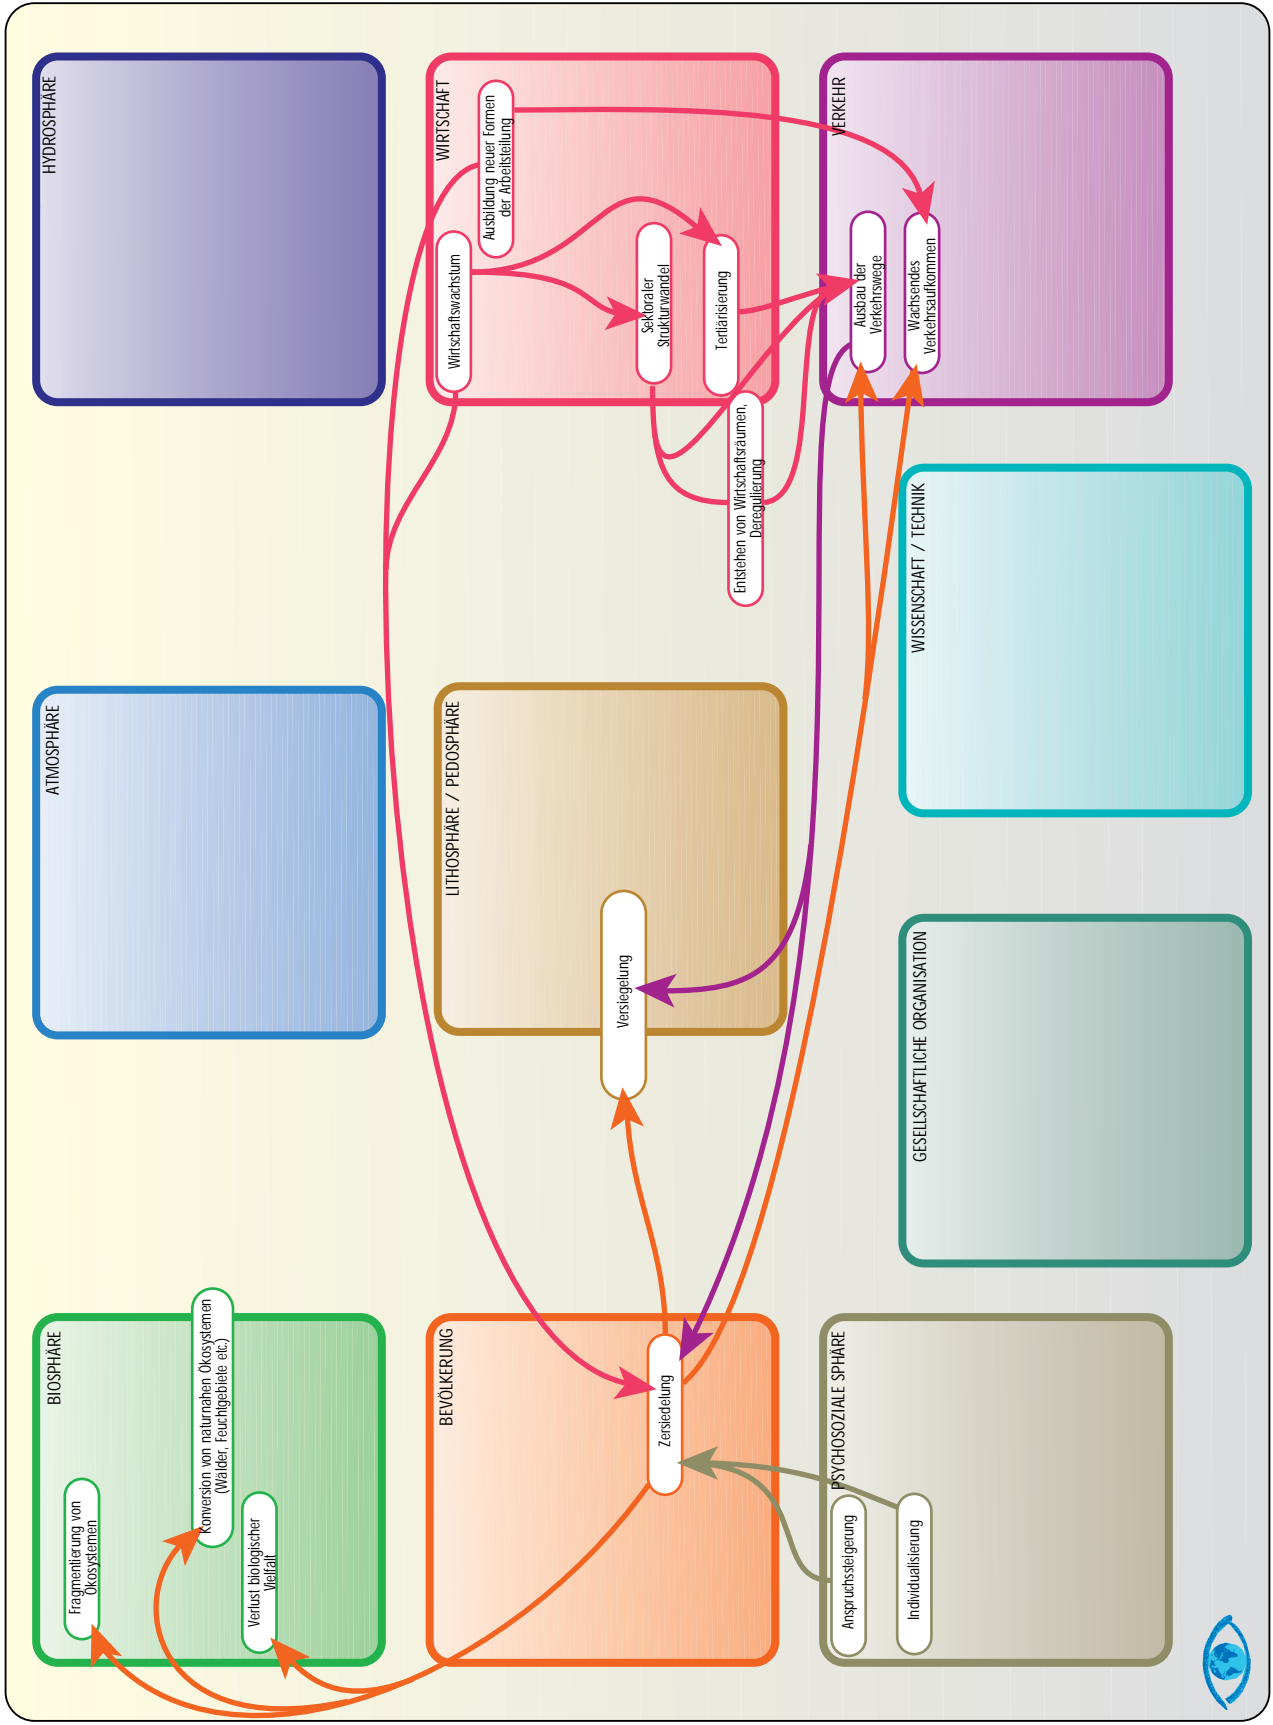 BIOSPHÄRE
Fragmentierung von
Ökosystemen
Konversion von naturnahen Ökosystemen
(Wälder, Feuchtgebiete etc.)
Verlust biologischer
Vielfalt
ATMOSPHÄRE
HYDROSPHÄRE
BEVÖLKERUNG
Zersiedelung
LITHOSPHÄRE / PEDOSPHÄRE
Versiegelung
WIRTSCHAFT
Wirtschaftswachstum
Ausbildung neuer Formen
der Arbeitsteilung
Sektoraler
Strukturwandel
Tertiärisierung
Entstehen von Wirtschaftsräumen,
Deregulierung
PSYCHOSOZIALE SPHÄRE
Anspruchssteigerung
Individualisierung
GESELLSCHAFTLICHE ORGANISATION
WISSENSCHAFT / TECHNIK
VERKEHR
Ausbau der
Verkehrswege
Wachsendes
Verkehrsaufkommen